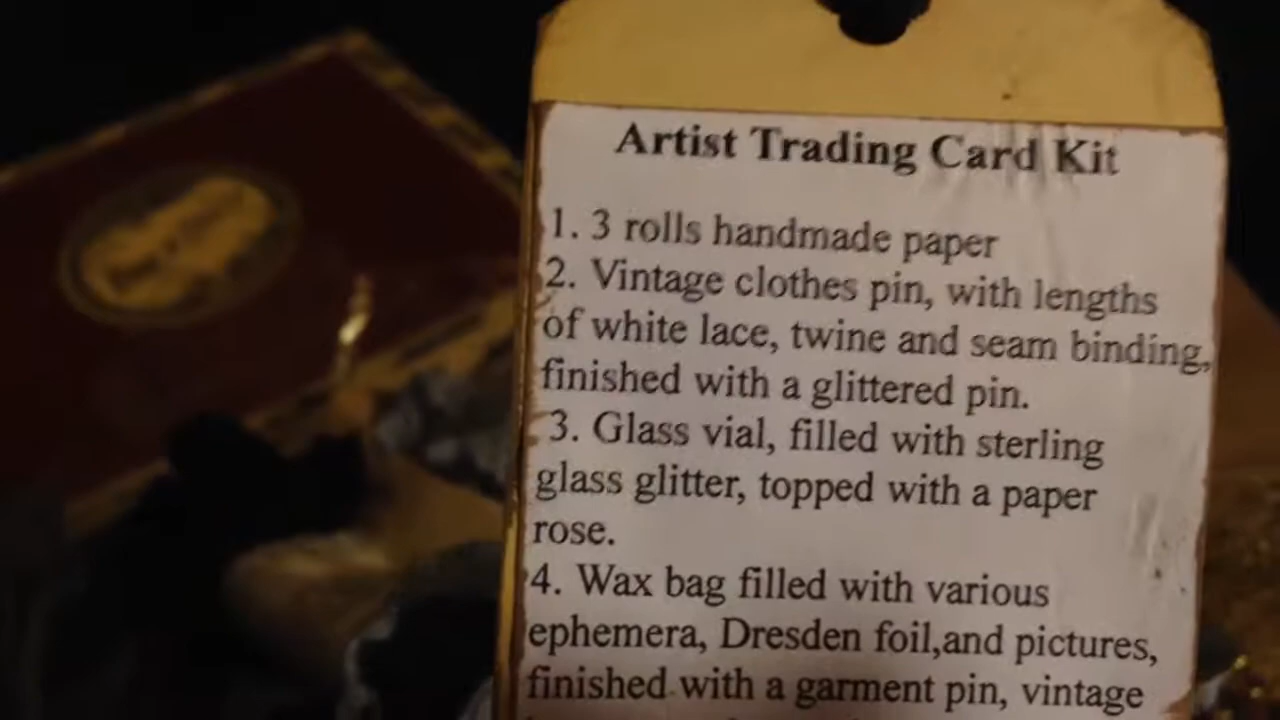 Artist Trading Card Kit
1. 3 rolls handmade paper
2. Vintage clothes pin, with lengths
of white lace, twine and seam binding,
finished with a glittered pin.
3. Glass vial, filled with sterling
glass glitter, topped with a paper
rose.
4. Wax bag filled with various
ephemera, Dresden foil,and pictures,
finished with a garment pin, vintage